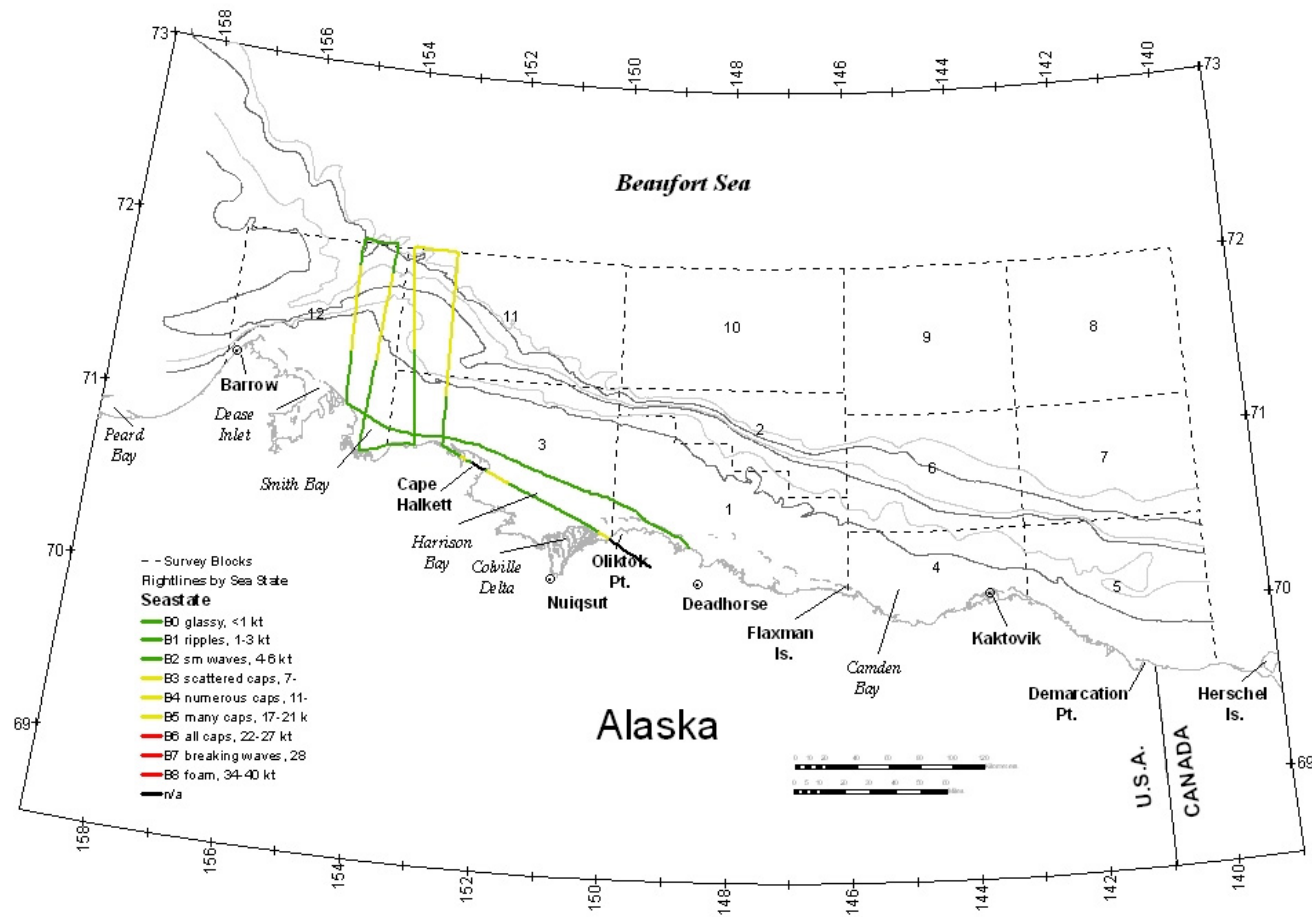 158
156
154
152
150
148
146
144
142
140
73
73
Beaufort Sea
72
72
11
10
9
8
12
71
71
Barrow
Dease
Inlet
Peard
Bay
3
2
6
7
Smith Bay
Cape
Halkett
1
70
70
Harrison
Bay
Colville
Delta
Oliktok
Pt.
Nuiqsut
Deadhorse
4
5
Flaxman
Is.
Kaktovik
Camden
Bay
Demarcation
Pt.
Herschel
Is.
– – Survey Blocks
Flightlines by Sea State
Seastate
B0 glassy, <1 kt
B1 ripples, 1-3 kt
B2 sm waves, 4-6 kt
B3 scattered caps, 7-
B4 numerous caps, 11-
B5 many caps, 17-21 k
B6 all caps, 22-27 kt
B7 breaking waves, 28
B8 foam, 34-40 kt
n/a
69
69
Alaska
U.S.A.
CANADA
158
156
154
152
150
148
146
144
142
140